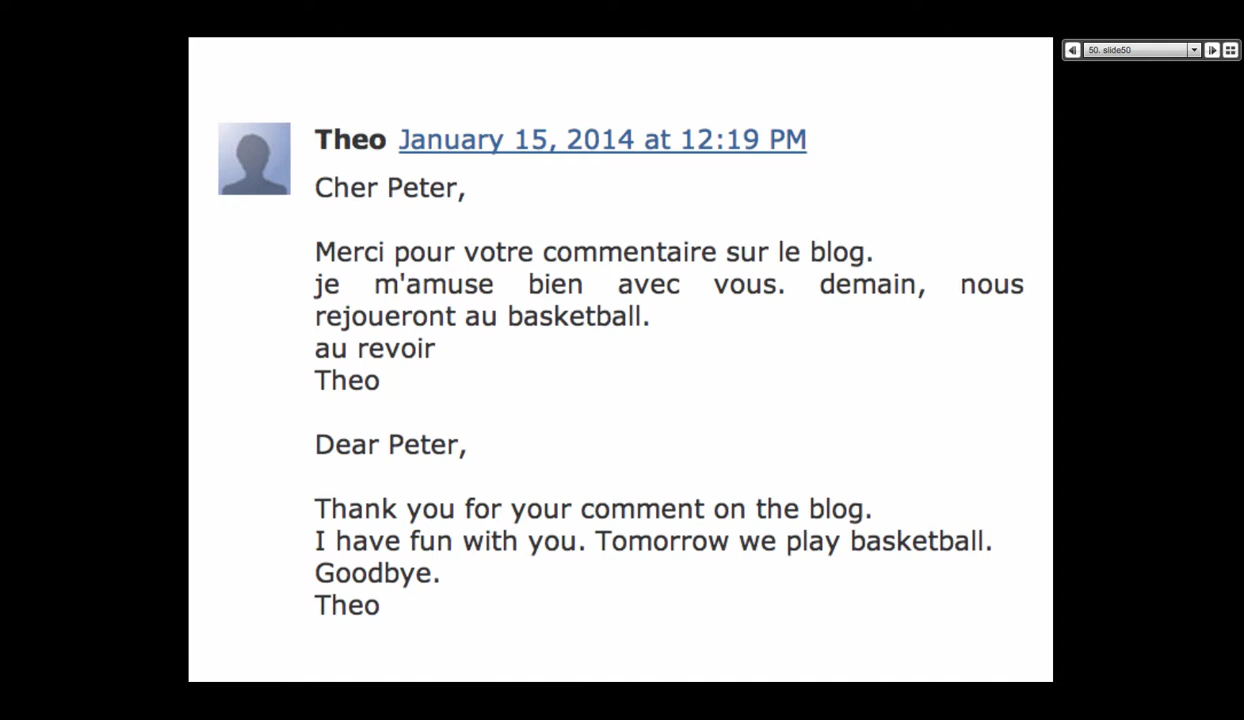 50. slide50
Theo January 15, 2014 at 12:19 PM
Cher Peter,
Merci pour votre commentaire sur le blog.
je m'amuse bien avec vous. demain, nous
rejoueront au basketball.
au revoir
Theo
Dear Peter,
Thank you for your comment on the blog.
I have fun with you. Tomorrow we play basketball.
Goodbye.
Theo